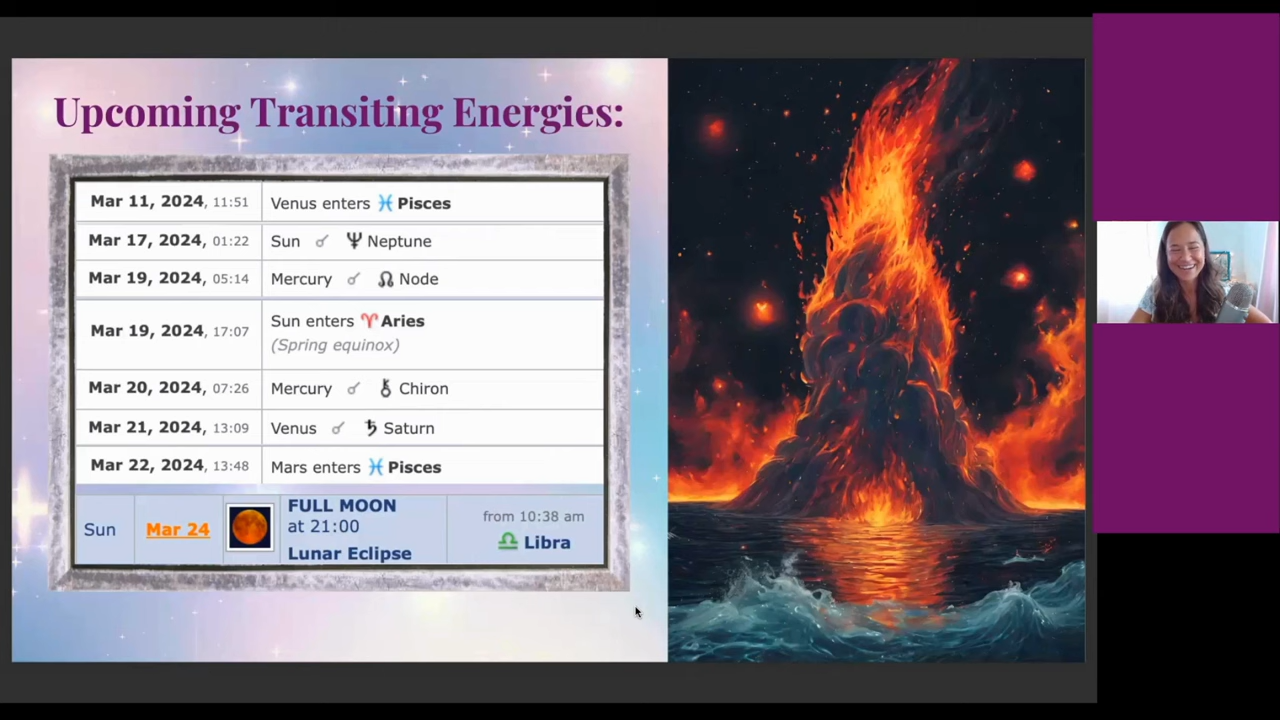 Upcoming Transiting Energies:
Mar 11, 2024, 11:51 Venus enters ♓ Pisces
Mar 17, 2024, 01:22 Sun ☌ ♆ Neptune
Mar 19, 2024, 05:14 Mercury ☌ ☊ Node
Mar 19, 2024, 17:07 Sun enters ♈ Aries
(Spring equinox)
Mar 20, 2024, 07:26 Mercury ☌ ⚷ Chiron
Mar 21, 2024, 13:09 Venus ☌ ♄ Saturn
Mar 22, 2024, 13:48 Mars enters ♓ Pisces
Sun Mar 24 FULL MOON
at 21:00
Lunar Eclipse
from 10:38 am
♎ Libra